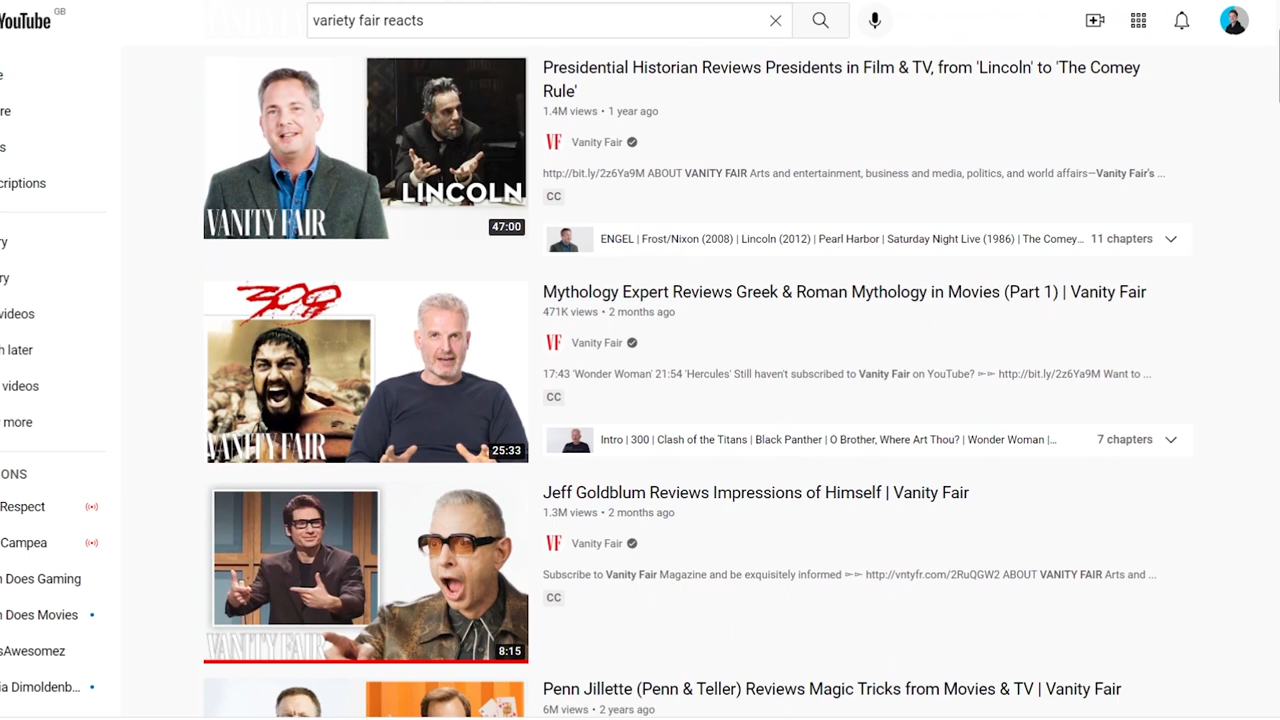 YouTube GB
variety fair reacts
Presidential Historian Reviews Presidents in Film & TV, from 'Lincoln' to 'The Comey
Rule'
1.4M views • 1 year ago
VF Vanity Fair
http://bit.ly/2z6Ya9M ABOUT VANITY FAIR Arts and entertainment, business and media, politics, and world affairs—Vanity Fair's ...
CC
ENGEL | Frost/Nixon (2008) | Lincoln (2012) | Pearl Harbor | Saturday Night Live (1986) | The Comey... 11 chapters
LINCOLN
VANITY FAIR
47:00
Mythology Expert Reviews Greek & Roman Mythology in Movies (Part 1) | Vanity Fair
471K views • 2 months ago
VF Vanity Fair
17:43 'Wonder Woman' 21:54 'Hercules' Still haven't subscribed to Vanity Fair on YouTube? ►► http://bit.ly/2z6Ya9M Want to ...
CC
Intro | 300 | Clash of the Titans | Black Panther | O Brother, Where Art Thou? | Wonder Woman |... 7 chapters
300
VANITY FAIR
25:33
Jeff Goldblum Reviews Impressions of Himself | Vanity Fair
1.3M views • 2 months ago
VF Vanity Fair
Subscribe to Vanity Fair Magazine and be exquisitely informed ►► http://vntyfr.com/2RuQGW2 ABOUT VANITY FAIR Arts and ...
CC
VANITY FAIR
8:15
Penn Jillette (Penn & Teller) Reviews Magic Tricks from Movies & TV | Vanity Fair
6M views • 2 years ago
e
re
s
criptions
ry
ry
videos
h later
videos
more
ONS
Respect
Campea
n Does Gaming
n Does Movies
sAwesomez
ia Dimoldenb...